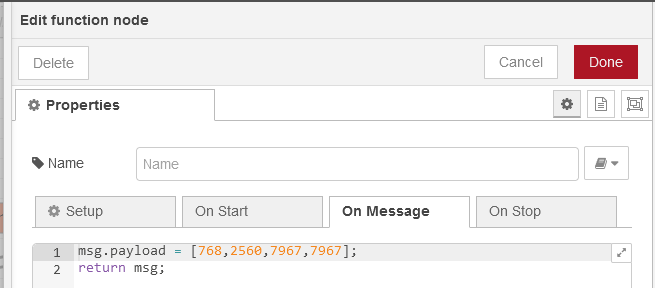 Edit function node
Delete
Cancel
Done
Properties
Name
Name
Setup
On Start
On Message
On Stop
1 msg.payload = [768,2560,7967,7967];
2 return msg;